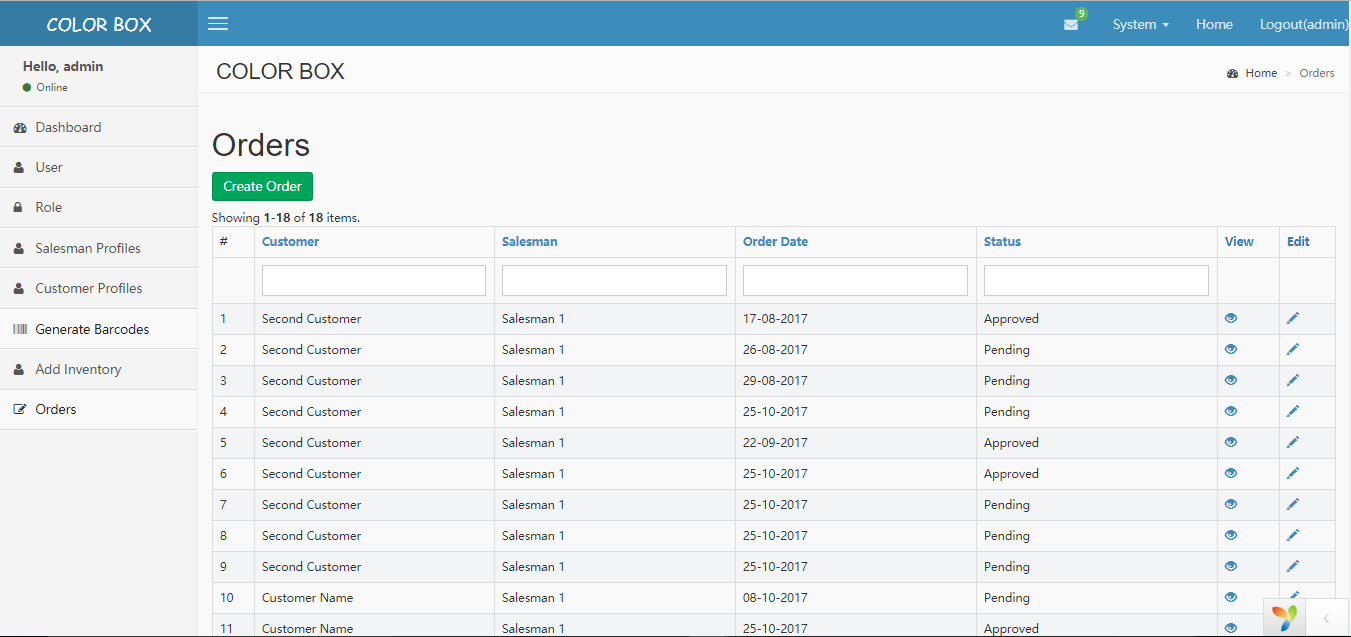 COLOR BOX
9
System
Home
Logout(admin)
Hello, admin
Online
COLOR BOX
Home > Orders
Dashboard
User
Role
Salesman Profiles
Customer Profiles
Generate Barcodes
Add Inventory
Orders
Orders
Create Order
Showing 1-18 of 18 items.
# Customer Salesman Order Date Status View Edit
1 Second Customer Salesman 1 17-08-2017 Approved
2 Second Customer Salesman 1 26-08-2017 Pending
3 Second Customer Salesman 1 29-08-2017 Pending
4 Second Customer Salesman 1 25-10-2017 Pending
5 Second Customer Salesman 1 22-09-2017 Approved
6 Second Customer Salesman 1 25-10-2017 Approved
7 Second Customer Salesman 1 25-10-2017 Pending
8 Second Customer Salesman 1 25-10-2017 Pending
9 Second Customer Salesman 1 25-10-2017 Pending
10 Customer Name Salesman 1 08-10-2017 Pending
11 Customer Name Salesman 1 25-10-2017 Approved